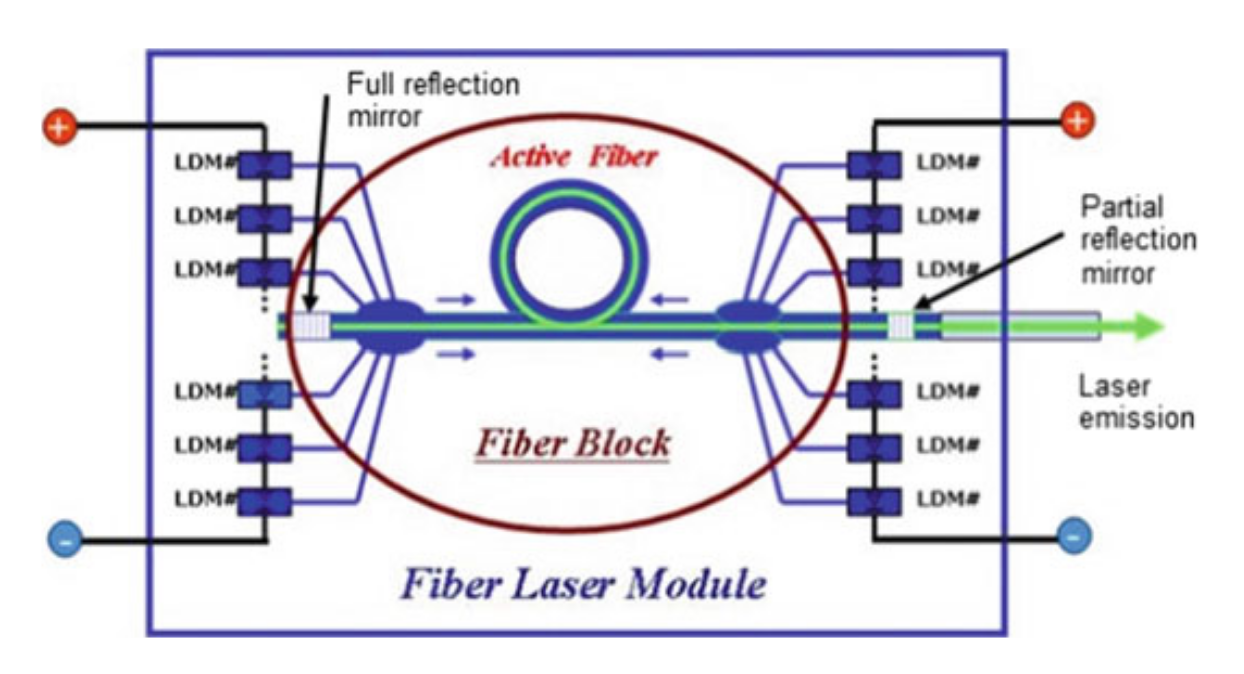 Full reflection
mirror
+
+
Active Fiber
LDM#
LDM#
LDM#
LDM#
LDM#
LDM#
Partial
reflection
mirror
LDM#
LDM#
LDM#
LDM#
LDM#
LDM#
Laser
emission
Fiber Block
-
-
Fiber Laser Module